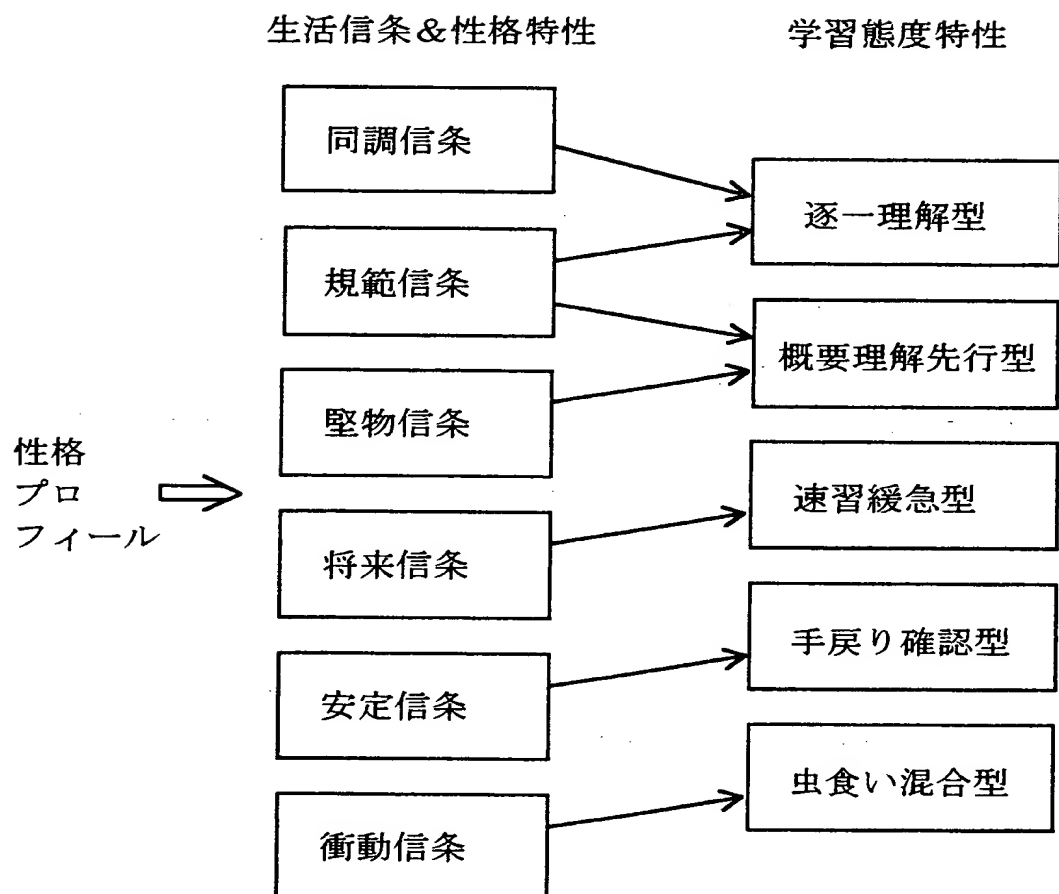 生活信条&性格特性
学習態度特性
同調信条
規範信条
堅物信条
将来信条
安定信条
衝動信条
性格
プロ
フィール
逐一理解型
概要理解先行型
速習緩急型
手戻り確認型
虫食い混合型